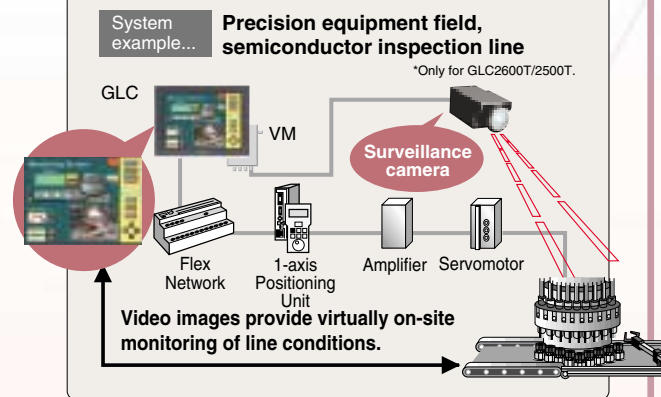 System
example...
Precision equipment field,
semiconductor inspection line
*Only for GLC2600T/2500T.
GLC
VM
Surveillance
camera
Flex
Network
1-axis
Positioning
Unit
Amplifier
Servomotor
Video images provide virtually on-site
monitoring of line conditions.